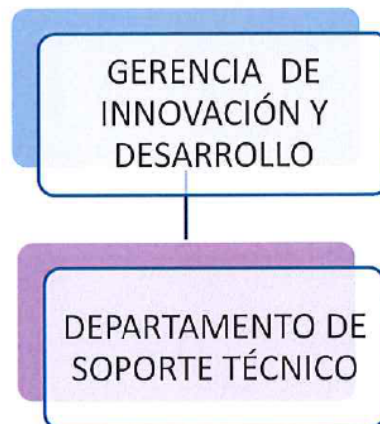 GERENCIA DE
INNOVACIÓN Y
DESARROLLO
DEPARTAMENTO DE
SOPORTE TÉCNICO